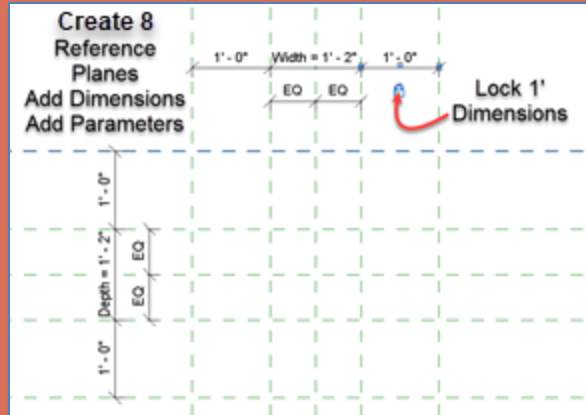 Create 8
Reference
Planes
Add Dimensions
Add Parameters
1' - 0" Width = 1' - 2" 1' - 0"
EQ EQ
Lock 1'
Dimensions
1' - 0"
Depth = 1' - 2"
EQ
EQ
1' - 0"